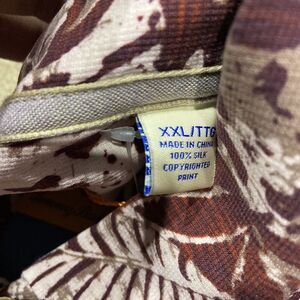 XXL/TTG
MADE IN CHINA
100% SILK
COPYRIGHTED
PRINT